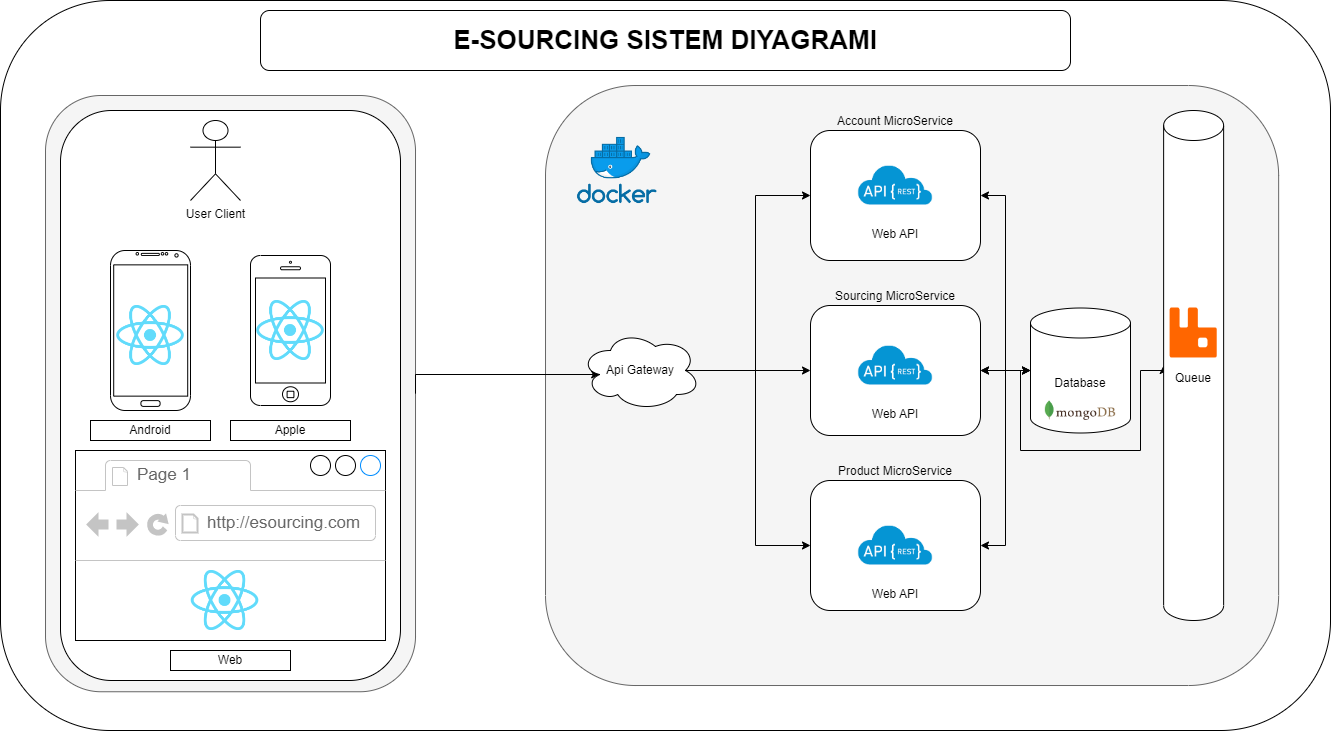 E-SOURCING SISTEM DIYAGRAMI
User Client
Android
Apple
Page 1
http://esourcing.com
Web
docker
Api Gateway
Account MicroService
API { REST }
Web API
Sourcing MicroService
API { REST }
Web API
Product MicroService
API { REST }
Web API
Database
mongoDB
Queue